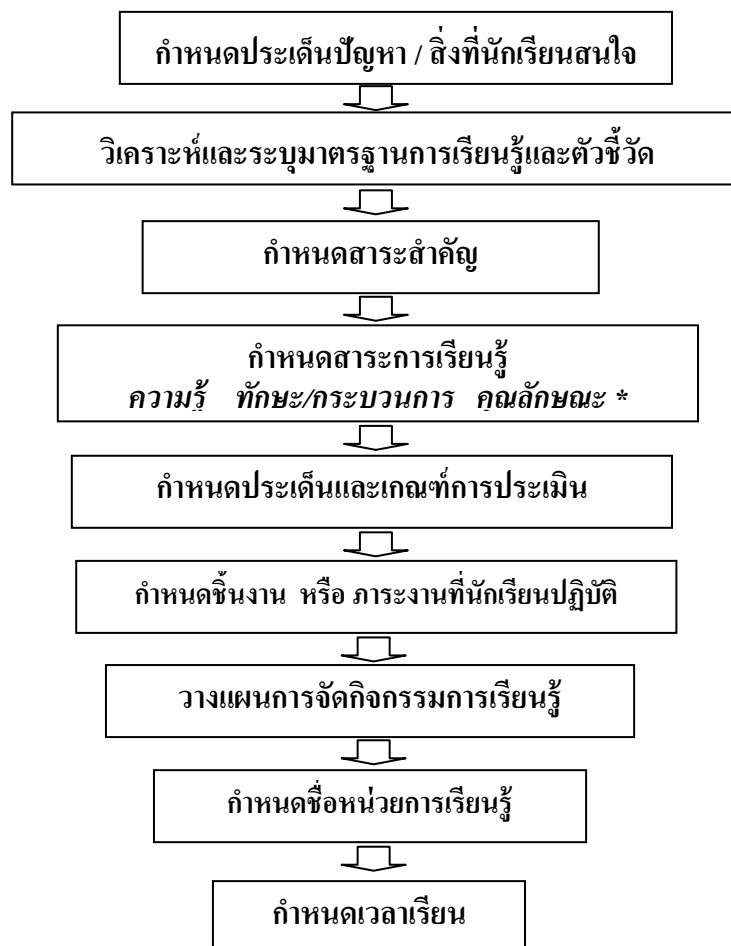 กำหนดประเด็นปัญหา / สิ่งที่นักเรียนสนใจ
วิเคราะห์และระบุมาตรฐานการเรียนรู้และตัวชี้วัด
กำหนดสาระสำคัญ
กำหนดสาระการเรียนรู้
ความรู้ ทักษะ/กระบวนการ คุณลักษณะ *
กำหนดประเด็นและเกณฑ์การประเมิน
กำหนดชิ้นงาน หรือ ภาระงานที่นักเรียนปฏิบัติ
วางแผนการจัดกิจกรรมการเรียนรู้
กำหนดชื่อหน่วยการเรียนรู้
กำหนดเวลาเรียน